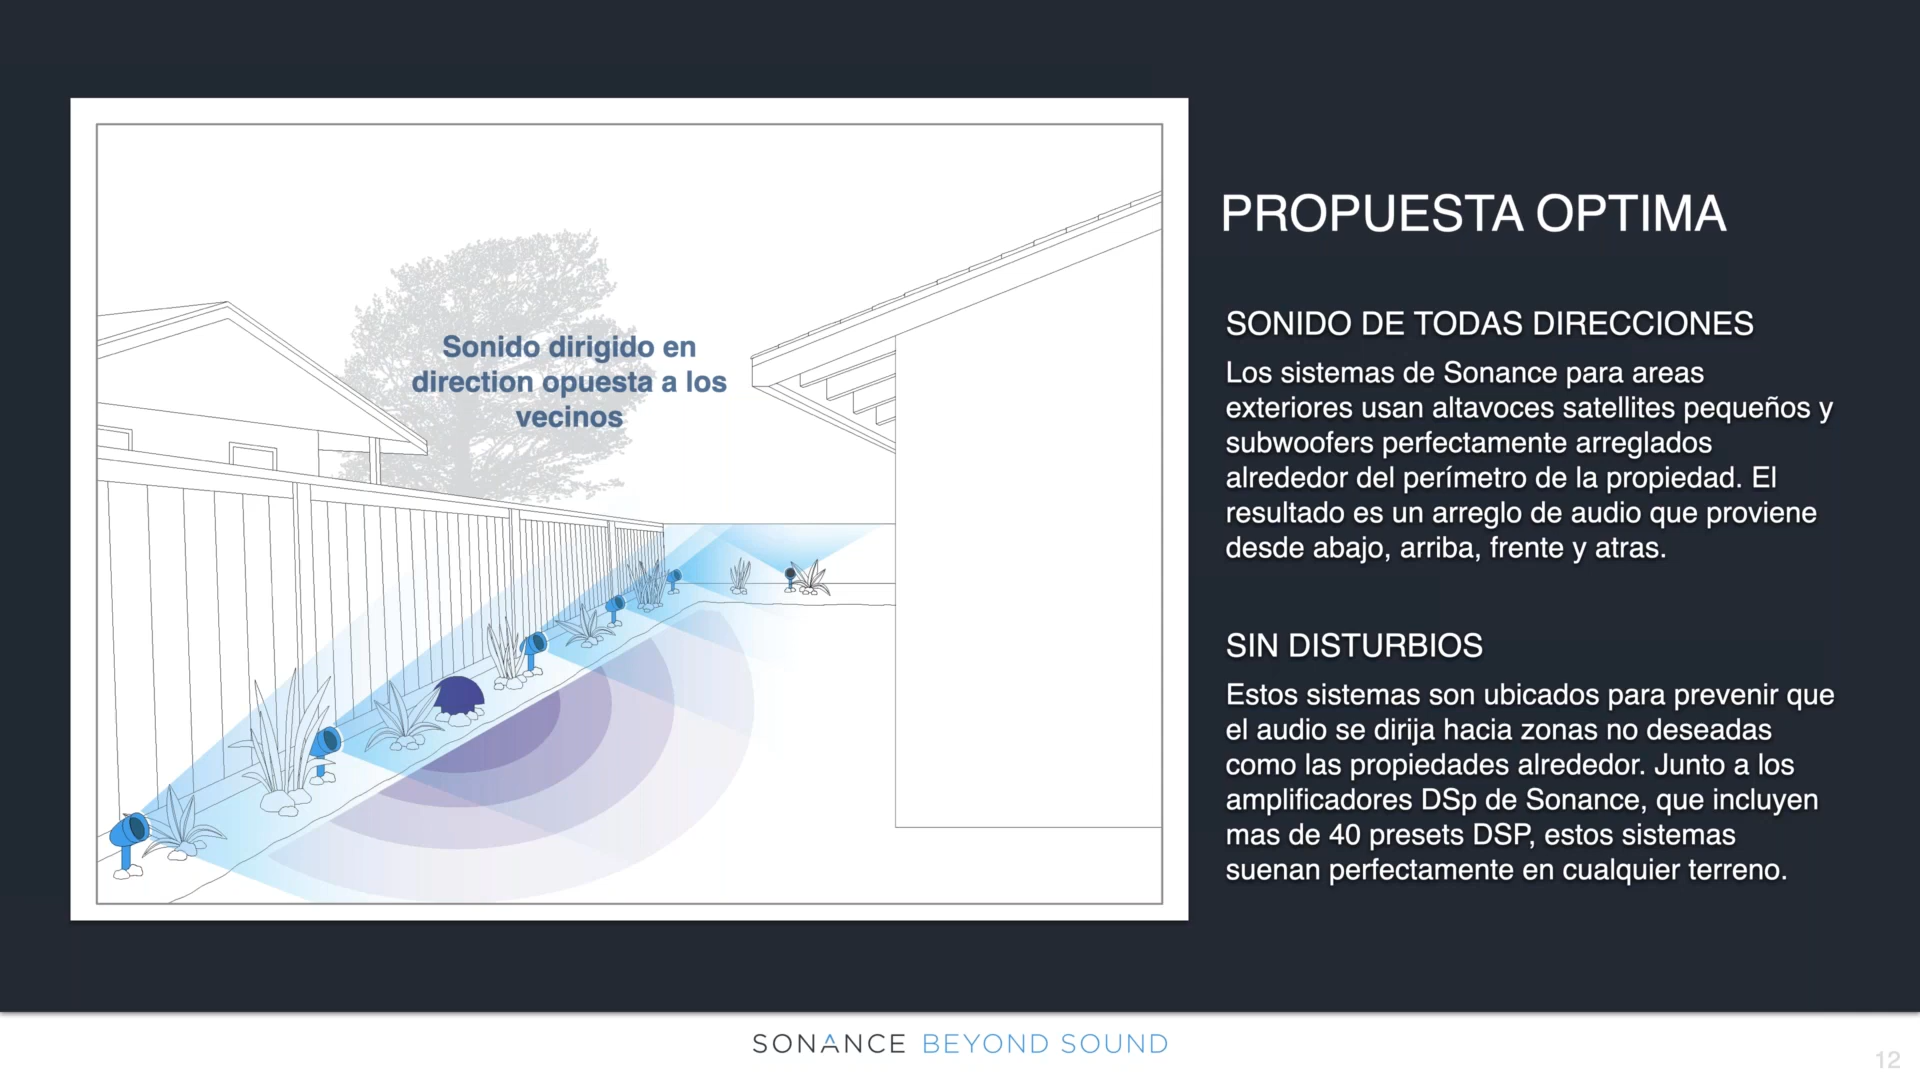 Sonido dirigido en
direction opuesta a los
vecinos
PROPUESTA OPTIMA
SONIDO DE TODAS DIRECCIONES
Los sistemas de Sonance para areas
exteriores usan altavoces satellites pequeños y
subwoofers perfectamente arreglados
alrededor del perímetro de la propiedad. El
resultado es un arreglo de audio que proviene
desde abajo, arriba, frente y atras.
SIN DISTURBIOS
Estos sistemas son ubicados para prevenir que
el audio se dirija hacia zonas no deseadas
como las propiedades alrededor. Junto a los
amplificadores DSp de Sonance, que incluyen
mas de 40 presets DSP, estos sistemas
suenan perfectamente en cualquier terreno.
SONANCE BEYOND SOUND
12